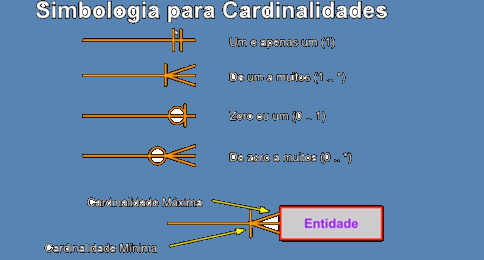 Simbologia para Cardinalidades
Um e apenas um (1)
De um a muitos (1 .. *)
Zero ou um (0 .. 1)
De zero a muitos (0 .. *)
Cardinalidade Máxima
Entidade
Cardinalidade Mínima